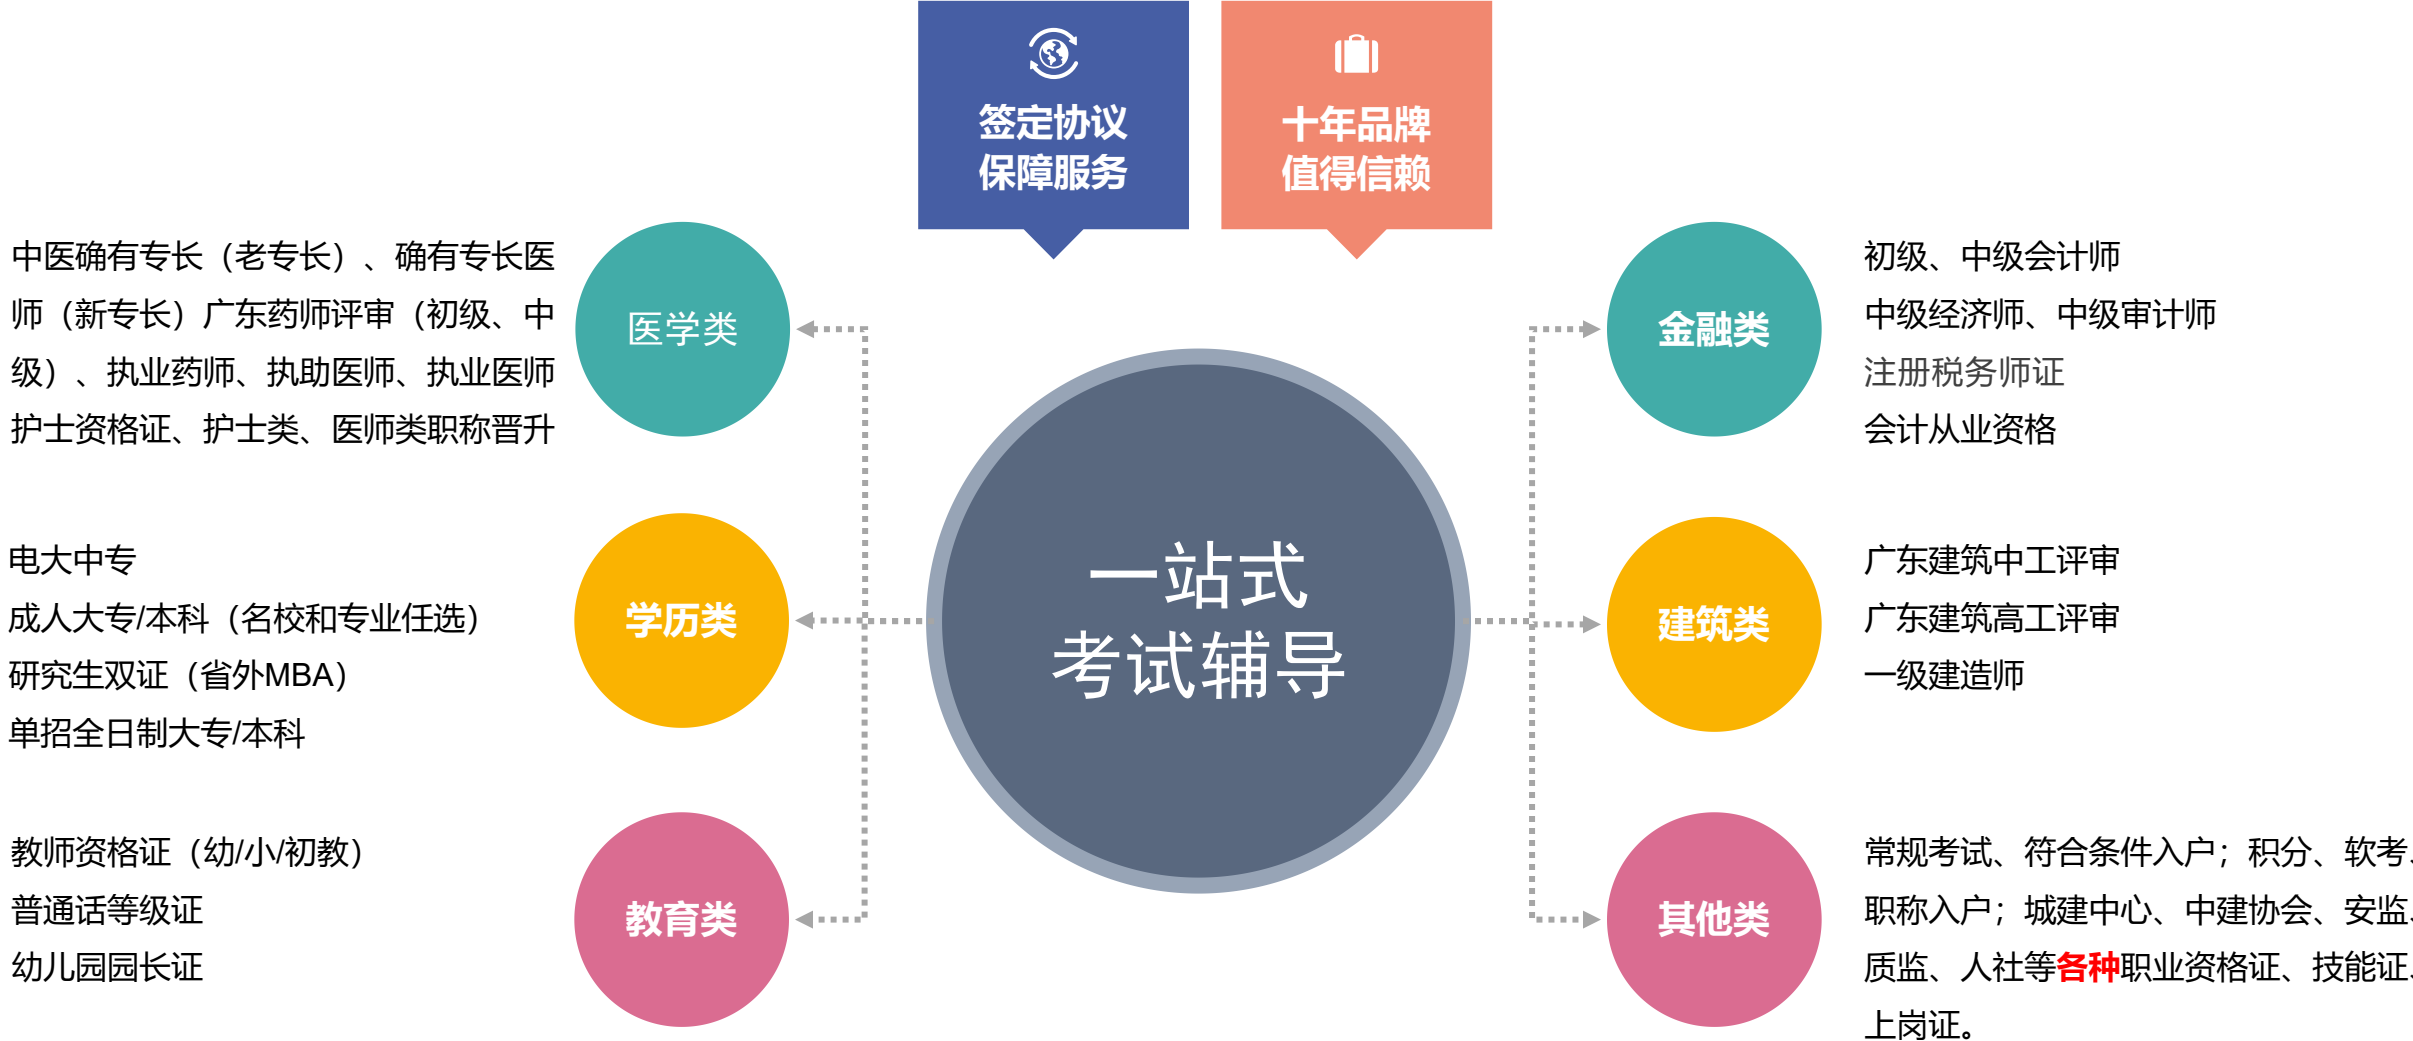 签定协议
保障服务
十年品牌
值得信赖
中医确有专长（老专长）、确有专长医
师（新专长）广东药师评审（初级、中
级）、执业药师、执助医师、执业医师
护士资格证、护士类、医师类职称晋升
医学类
电大中专
成人大专/本科（名校和专业任选）
研究生双证（省外MBA）
单招全日制大专/本科
学历类
教师资格证（幼/小/初教）
普通话等级证
幼儿园园长证
教育类
一站式
考试辅导
金融类
初级、中级会计师
中级经济师、中级审计师
注册税务师证
会计从业资格
建筑类
广东建筑中工评审
广东建筑高工评审
一级建造师
其他类
常规考试、符合条件入户；积分、软考、
职称入户；城建中心、中建协会、安监、
质监、人社等各种职业资格证、技能证、
上岗证。